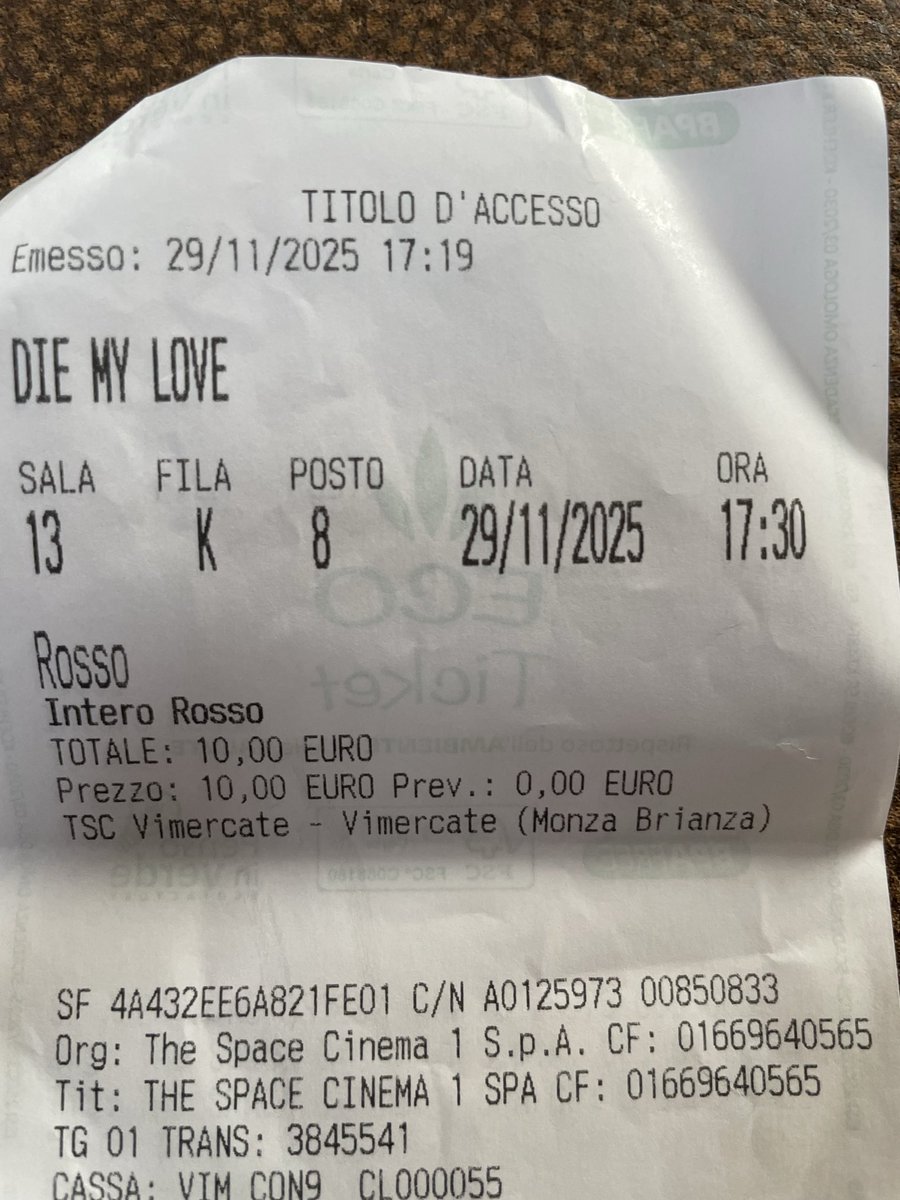 TITOLO D'ACCESSO
Emesso: 29/11/2025 17:19
DIE MY LOVE
SALA FILA POSTO DATA ORA
13 K 8 29/11/2025 17:30
ECO
Ticket
Rosso
Intero Rosso
TOTALE: 10,00 EURO
Prezzo: 10,00 EURO Prev.: 0,00 EURO
TSC Vimercate - Vimercate (Monza Brianza)
SF 4A432EE6A821FE01 C/N A0125973 00850833
Org: The Space Cinema 1 S.p.A. CF: 01669640565
Tit: THE SPACE CINEMA 1 SPA CF: 01669640565
TG 01 TRANS: 3845541
CASSA: VIM CON9 CL000055